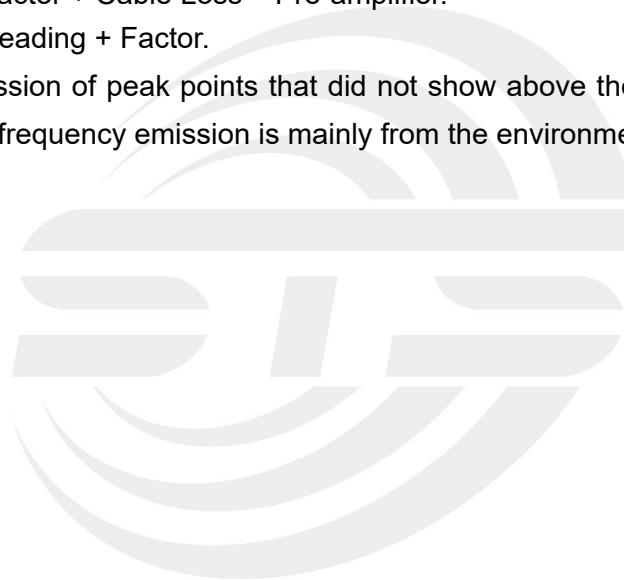 actor + Cable Loss – Pre-amplifier.
eading + Factor.
ssion of peak points that did not show above the
frequency emission is mainly from the environme
STS